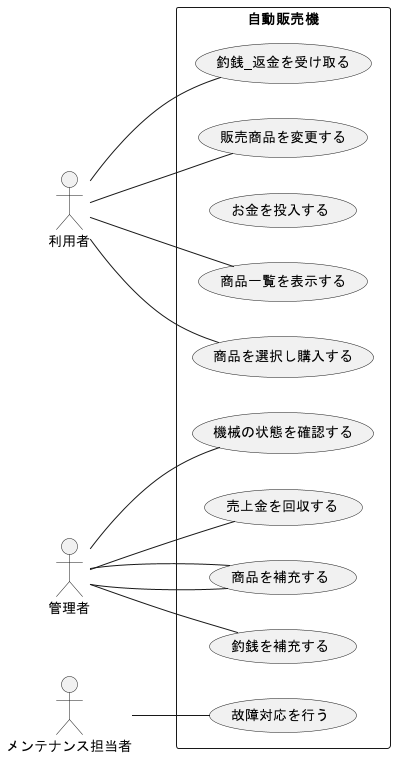 自動販売機
釣銭_返金を受け取る
販売商品を変更する
お金を投入する
利用者
商品一覧を表示する
商品を選択し購入する
機械の状態を確認する
売上金を回収する
商品を補充する
管理者
釣銭を補充する
故障対応を行う
メンテナンス担当者